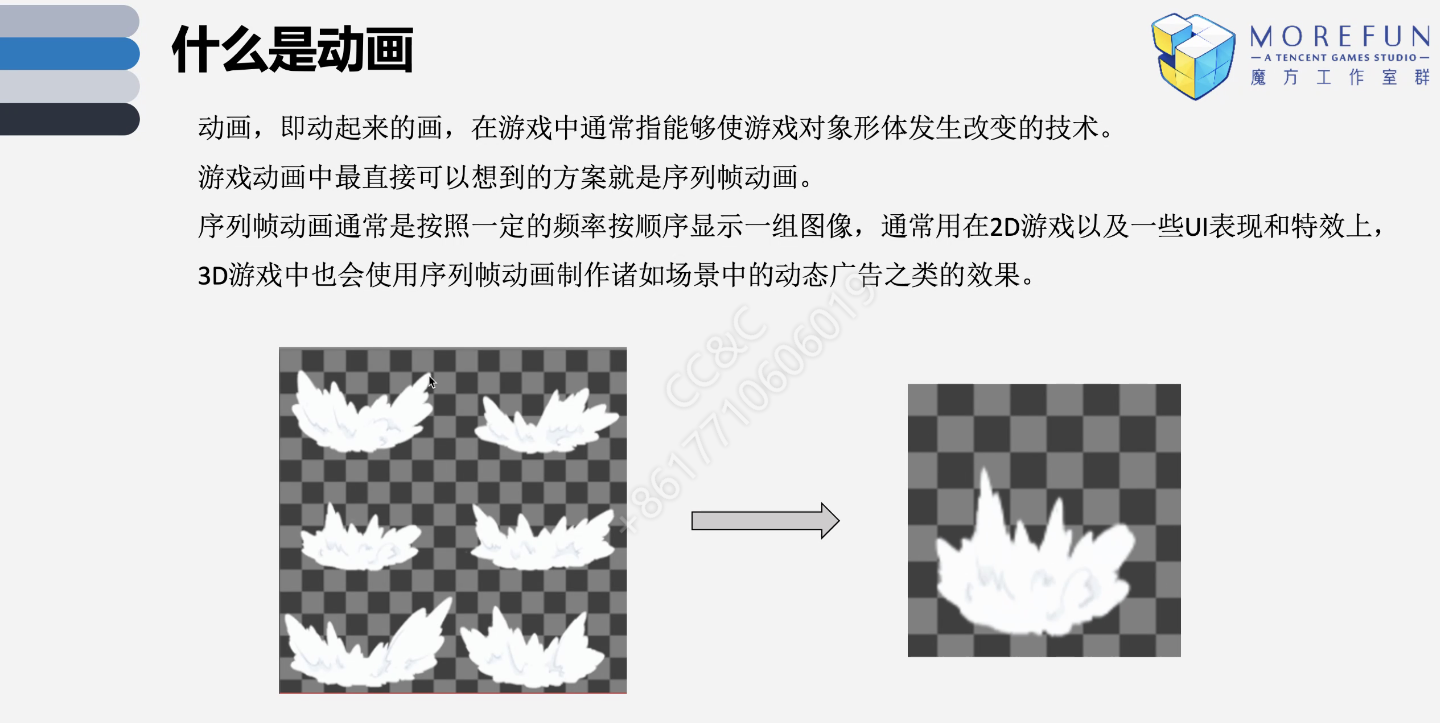 什么是动画
MOREFUN
A TENCENT GAMES STUDIO
魔方工作室群
动画，即动起来的画，在游戏中通常指能够使游戏对象形体发生改变的技术。
游戏动画中最直接可以想到的方案就是序列帧动画。
序列帧动画通常是按照一定的频率按顺序显示一组图像，通常用在2D游戏以及一些UI表现和特效上，
3D游戏中也会使用序列帧动画制作诸如场景中的动态广告之类的效果。
CC&C
+8617710606019